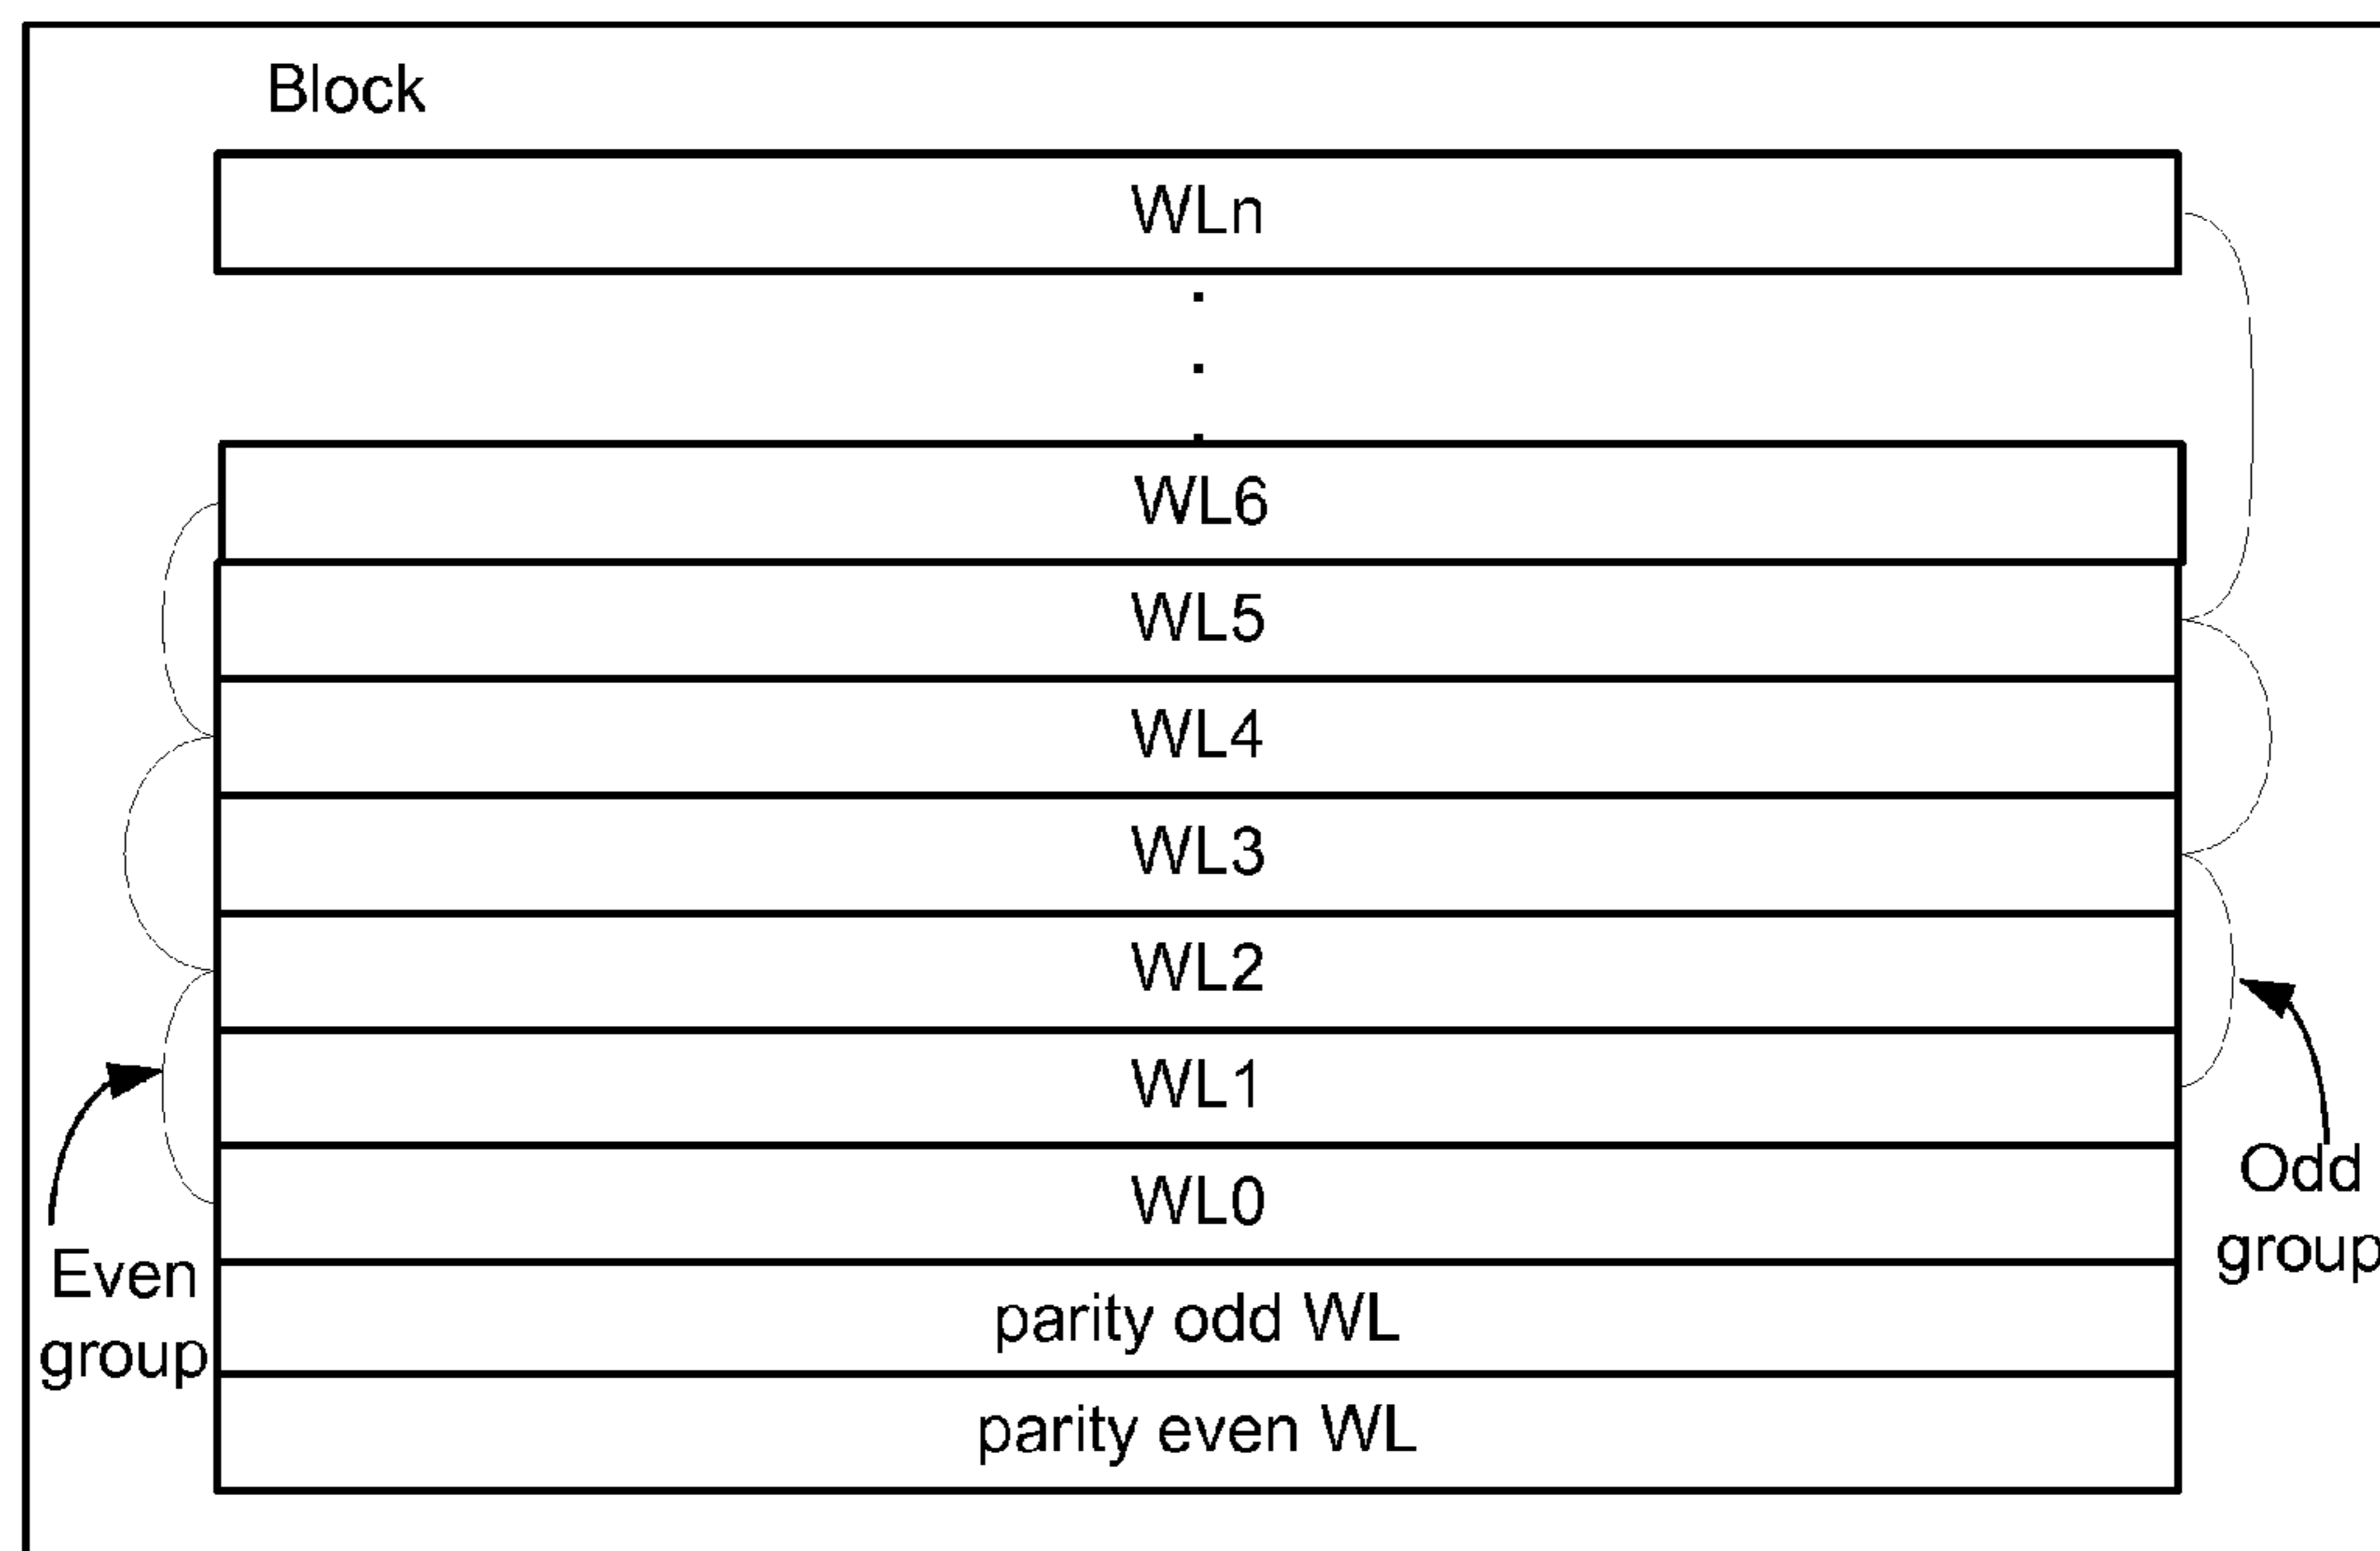 Block
WLn
WL6
WL5
WL4
WL3
WL2
WL1
WL0
parity odd WL
parity even WL
Even
group
Odd
group